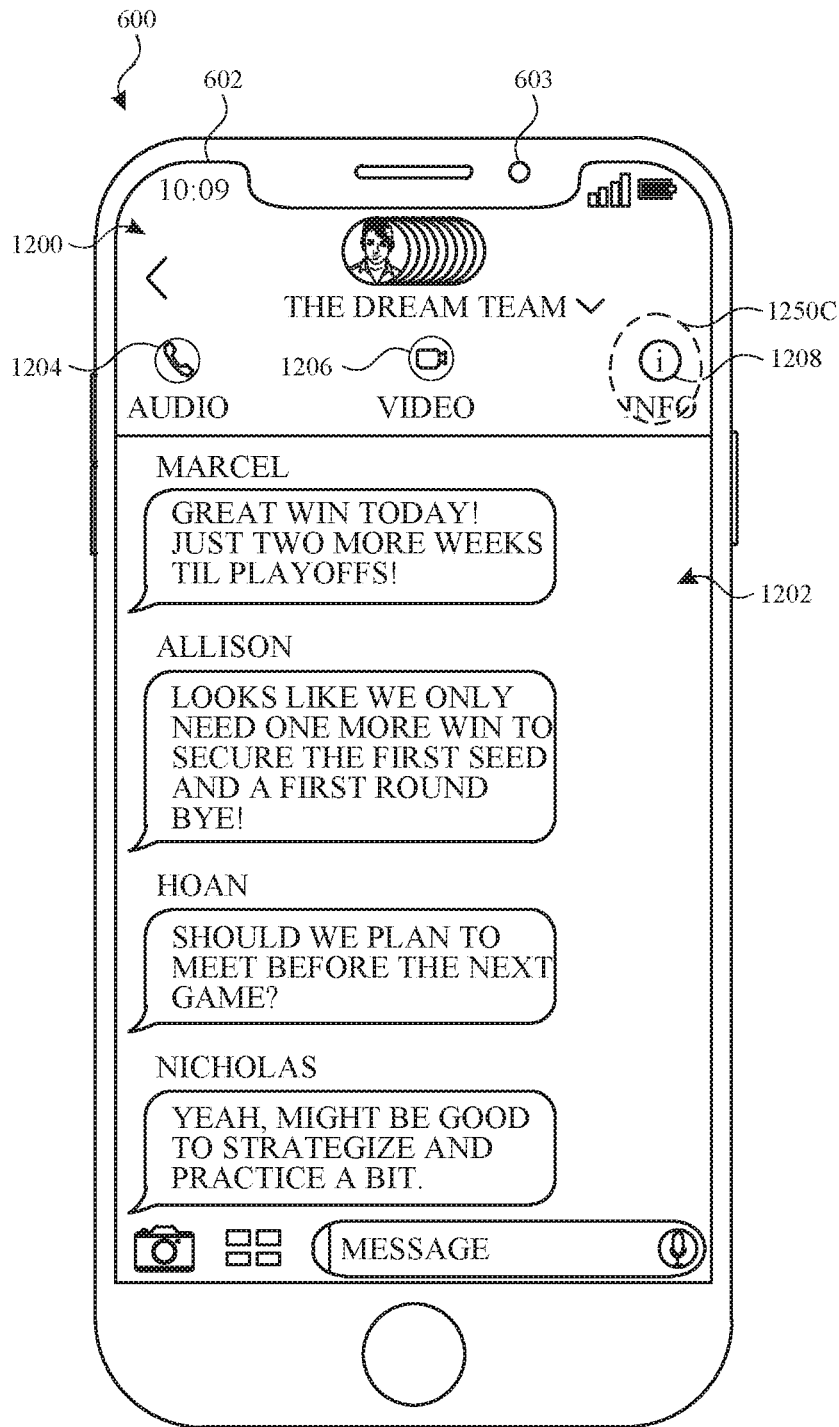 600
602
603
10:09
1200
THE DREAM TEAM
1250C
1204
1206
i
1208
AUDIO
VIDEO
INFO
MARCEL
GREAT WIN TODAY!
JUST TWO MORE WEEKS
TIL PLAYOFFS!
1202
ALLISON
LOOKS LIKE WE ONLY
NEED ONE MORE WIN TO
SECURE THE FIRST SEED
AND A FIRST ROUND
BYE!
HOAN
SHOULD WE PLAN TO
MEET BEFORE THE NEXT
GAME?
NICHOLAS
YEAH, MIGHT BE GOOD
TO STRATEGIZE AND
PRACTICE A BIT.
MESSAGE